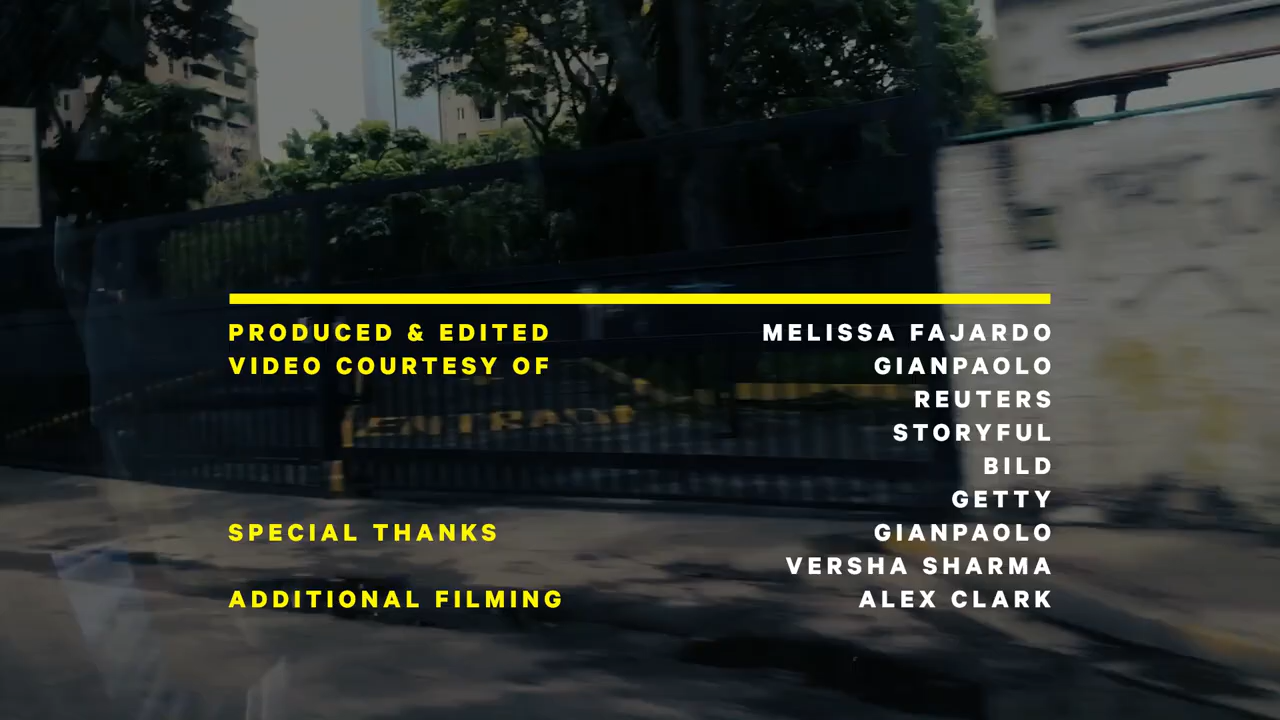 PRODUCED & EDITED MELISSA FAJARDO
VIDEO COURTESY OF GIANPAOLO
REUTERS
STORYFUL
BILD
GETTY
SPECIAL THANKS GIANPAOLO
VERSHA SHARMA
ADDITIONAL FILMING ALEX CLARK
ENTRADA